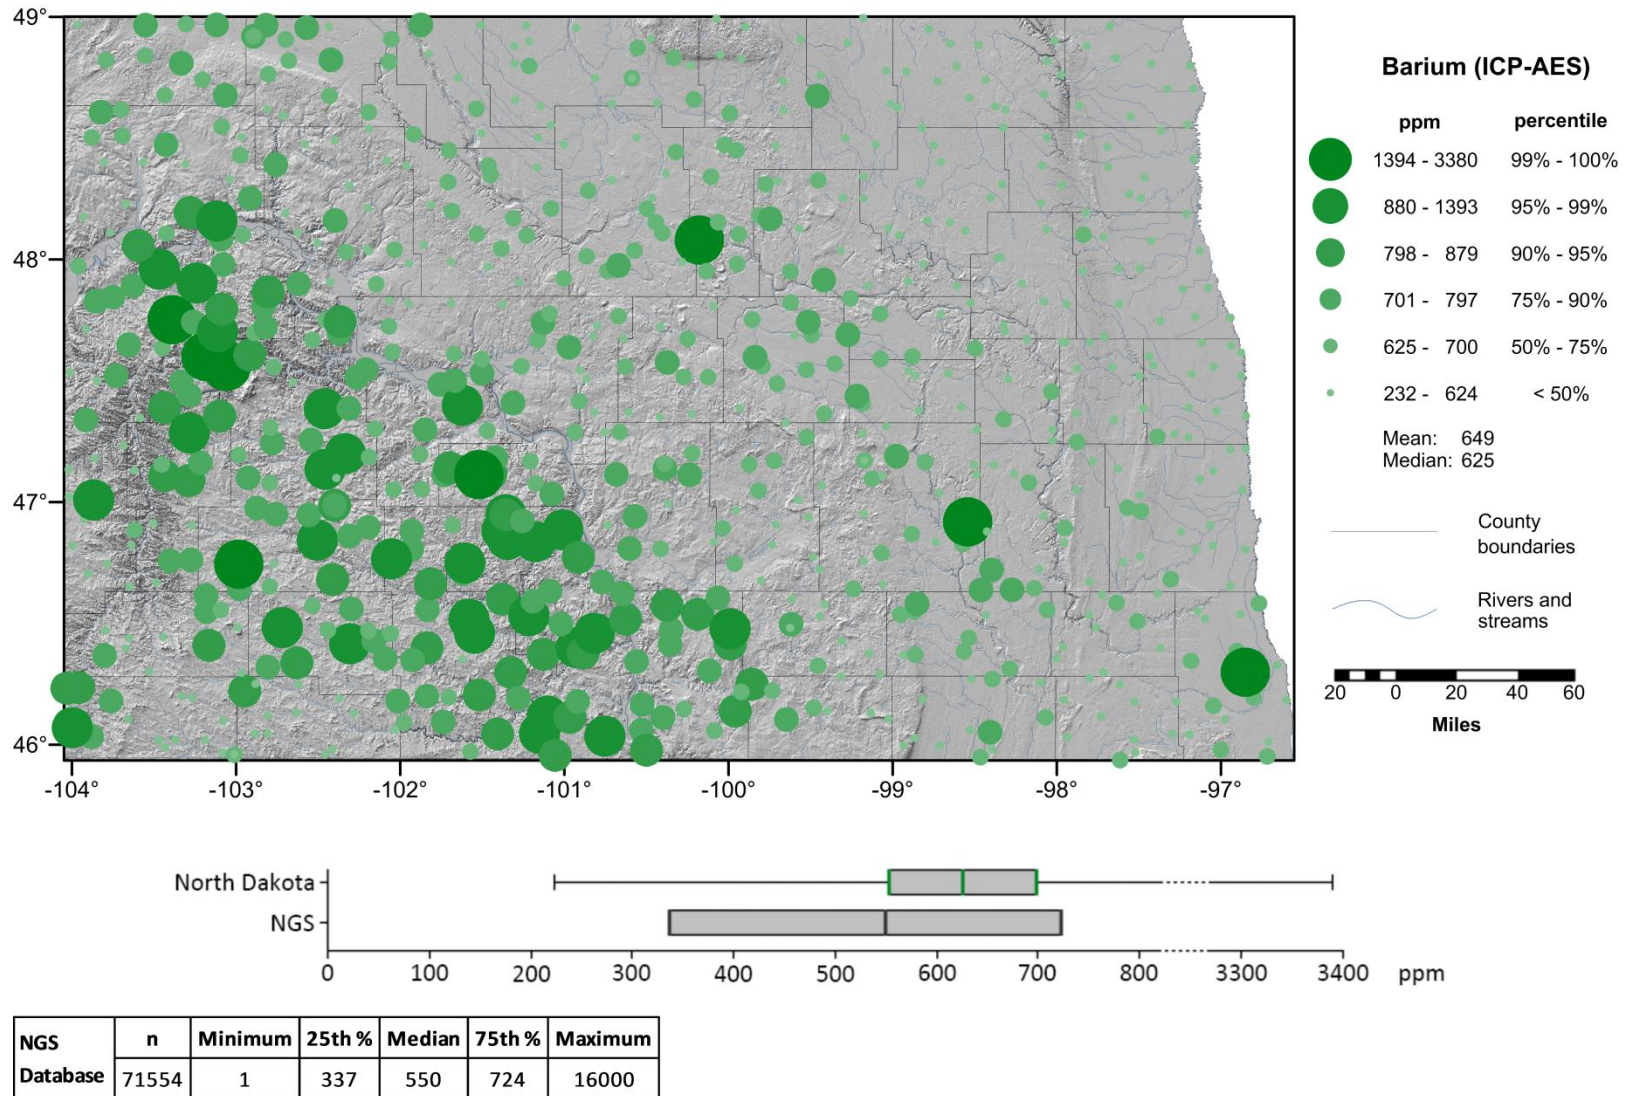 49°
48°
47°
46°
-104°
-103°
-102°
-101°
-100°
-99°
-98°
-97°
Barium (ICP-AES)
ppm percentile
1394 - 3380 99% - 100%
880 - 1393 95% - 99%
798 - 879 90% - 95%
701 - 797 75% - 90%
625 - 700 50% - 75%
232 - 624 < 50%
Mean: 649
Median: 625
County
boundaries
Rivers and
streams
20 0 20 40 60
Miles
North Dakota
NGS
0 100 200 300 400 500 600 700 800 3300 3400 ppm
NGS
Database
n Minimum 25th % Median 75th % Maximum
71554 1 337 550 724 16000